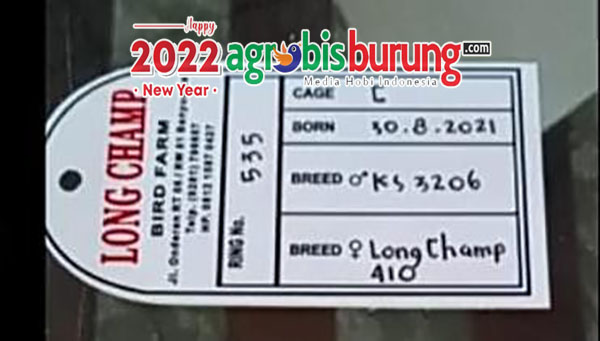 Happy
2022
• New Year •
agrobisburung.com
Media Hobi Indonesia
LONG CHAMP
BIRD FARM
RING No. 535
CAGE C
BORN 30.8.2021
BREED ♂ KS 3206
BREED ♀ Long Champ
410